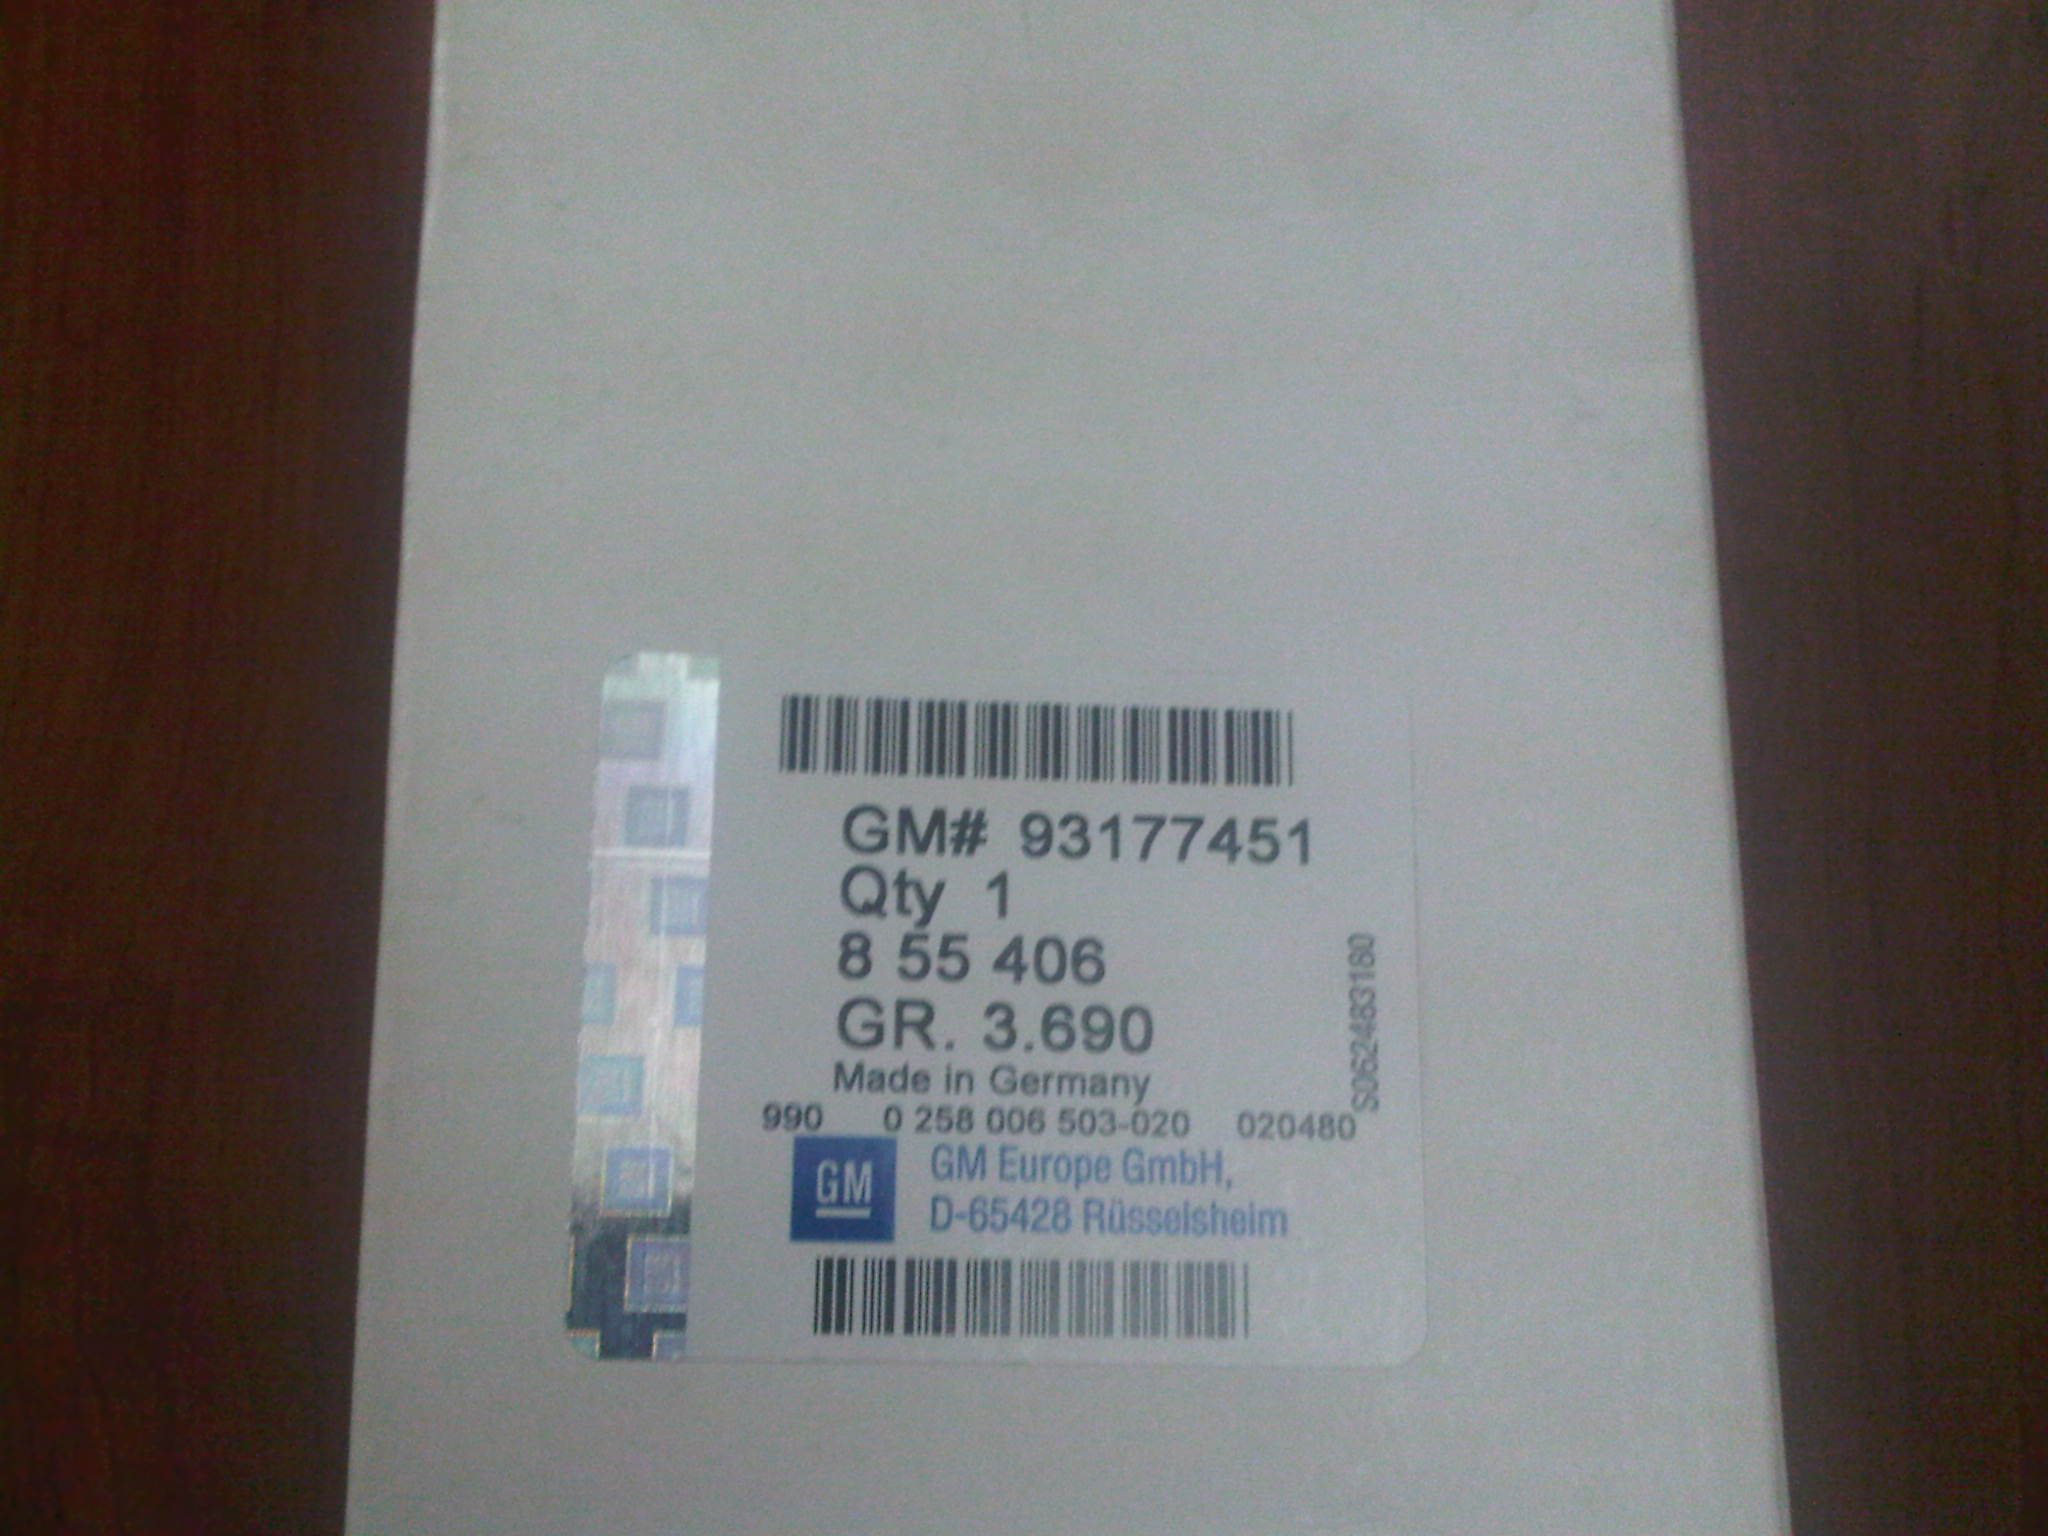 GM# 93177451
Qty 1
8 55 406
GR. 3.690
Made in Germany
990 0 258 006 503-020 020480
S0624831160
GM
GM Europe GmbH,
D-65428 Rüsselsheim